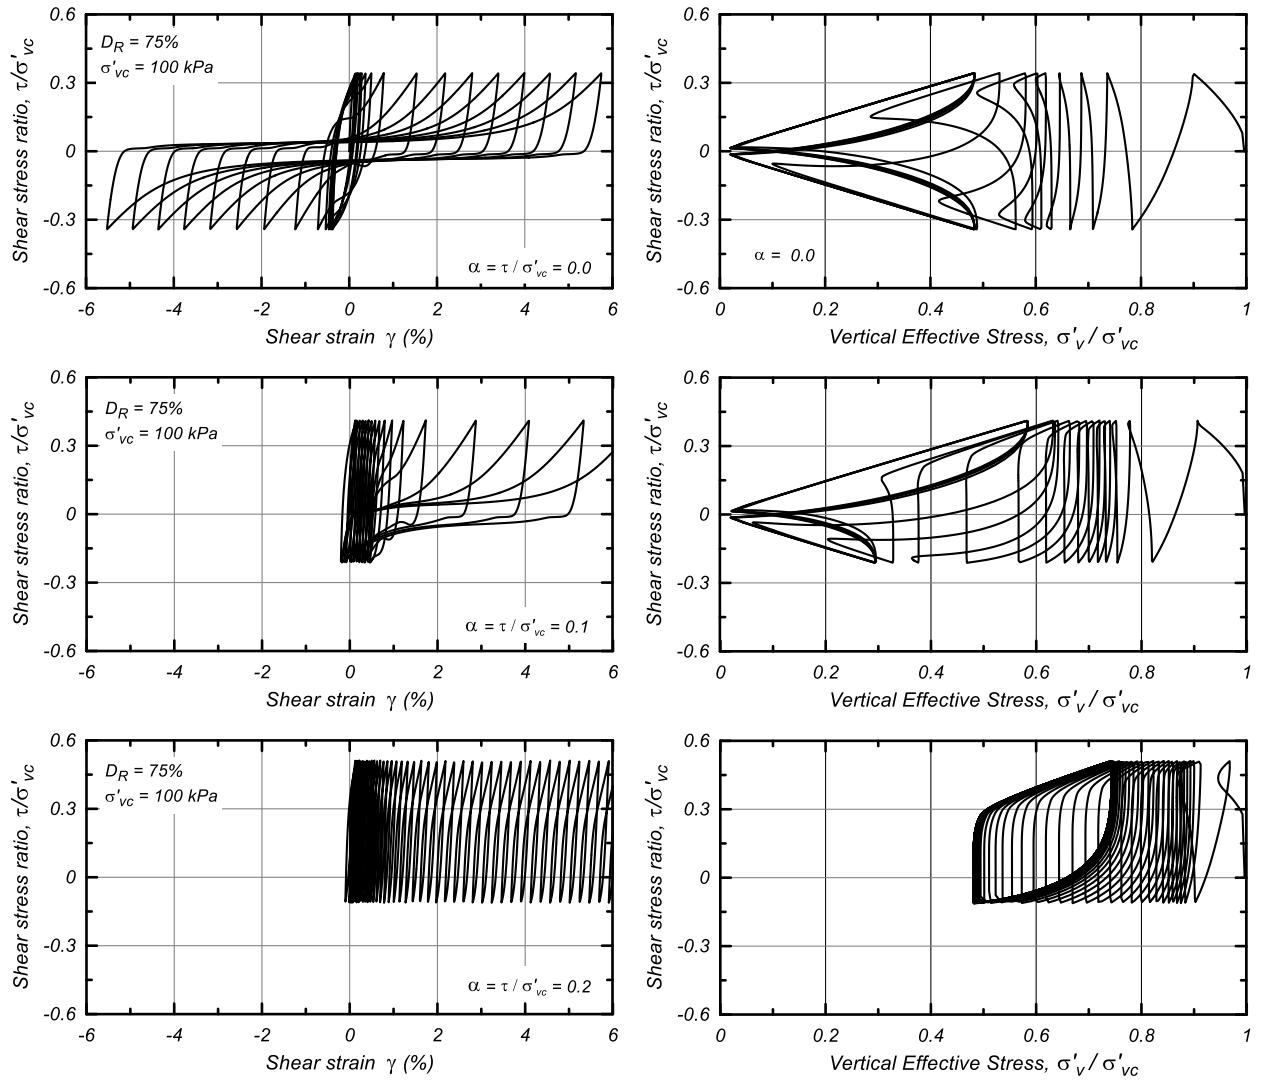 0.6
0.3
0
-0.3
-0.6
Shear stress ratio, τ/σ'vc
D_R = 75%
σ'vc = 100 kPa
α = τ / σ'vc = 0.0
-6 -4 -2 0 2 4 6
Shear strain γ (%)
0.6
0.3
0
-0.3
-0.6
Shear stress ratio, τ/σ'vc
α = 0.0
0 0.2 0.4 0.6 0.8 1
Vertical Effective Stress, σ'v / σ'vc
0.6
0.3
0
-0.3
-0.6
Shear stress ratio, τ/σ'vc
D_R = 75%
σ'vc = 100 kPa
α = τ / σ'vc = 0.1
-6 -4 -2 0 2 4 6
Shear strain γ (%)
0.6
0.3
0
-0.3
-0.6
Shear stress ratio, τ/σ'vc
0 0.2 0.4 0.6 0.8 1
Vertical Effective Stress, σ'v / σ'vc
0.6
0.3
0
-0.3
-0.6
Shear stress ratio, τ/σ'vc
D_R = 75%
σ'vc = 100 kPa
α = τ / σ'vc = 0.2
-6 -4 -2 0 2 4 6
Shear strain γ (%)
0.6
0.3
0
-0.3
-0.6
Shear stress ratio, τ/σ'vc
0 0.2 0.4 0.6 0.8 1
Vertical Effective Stress, σ'v / σ'vc